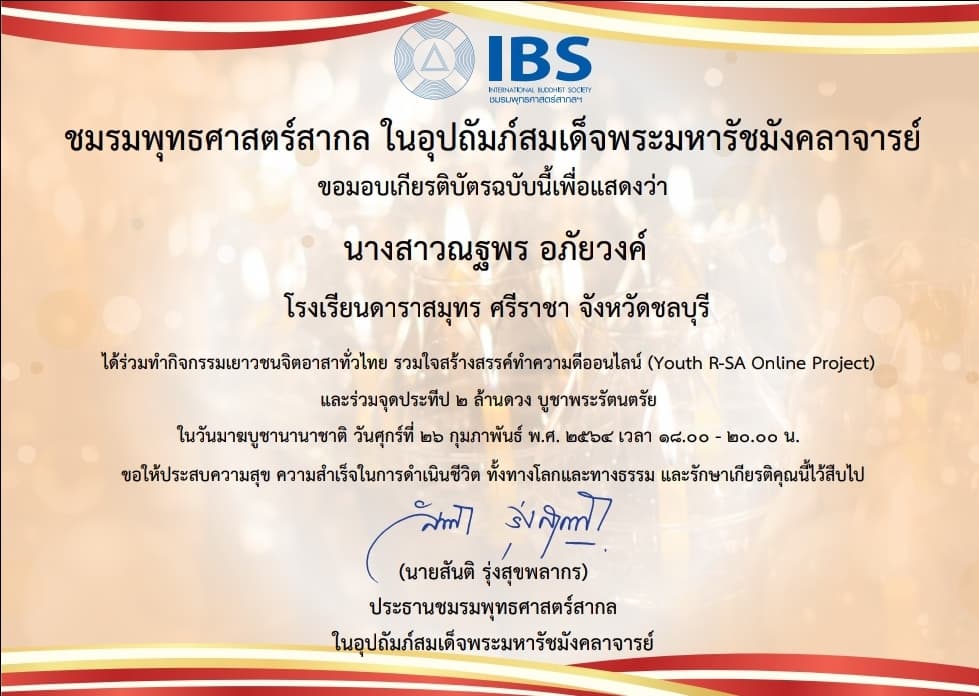 IBS
INTERNATIONAL BUDDHIST SOCIETY
ชมรมพุทธศาสตร์สากลฯ
ชมรมพุทธศาสตร์สากล ในอุปถัมภ์สมเด็จพระมหารัชมังคลาจารย์
ขอมอบเกียรติบัตรฉบับนี้เพื่อแสดงว่า
นางสาวณฐพร อภัยวงค์
โรงเรียนดาราสมุทร ศรีราชา จังหวัดชลบุรี
ได้ร่วมทำกิจกรรมเยาวชนจิตอาสาทั่วไทย รวมใจสร้างสรรค์ทำความดีออนไลน์ (Youth R-SA Online Project)
และร่วมจุดประทีป ๒ ล้านดวง บูชาพระรัตนตรัย
ในวันมาฆบูชานานาชาติ วันศุกร์ที่ ๒๖ กุมภาพันธ์ พ.ศ. ๒๕๖๔ เวลา ๑๘.๐๐ - ๒๐.๐๐ น.
ขอให้ประสบความสุข ความสำเร็จในการดำเนินชีวิต ทั้งทางโลกและทางธรรม และรักษาเกียรติคุณนี้ไว้สืบไป
(นายสันติ รุ่งสุขพลากร)
ประธานชมรมพุทธศาสตร์สากล
ในอุปถัมภ์สมเด็จพระมหารัชมังคลาจารย์